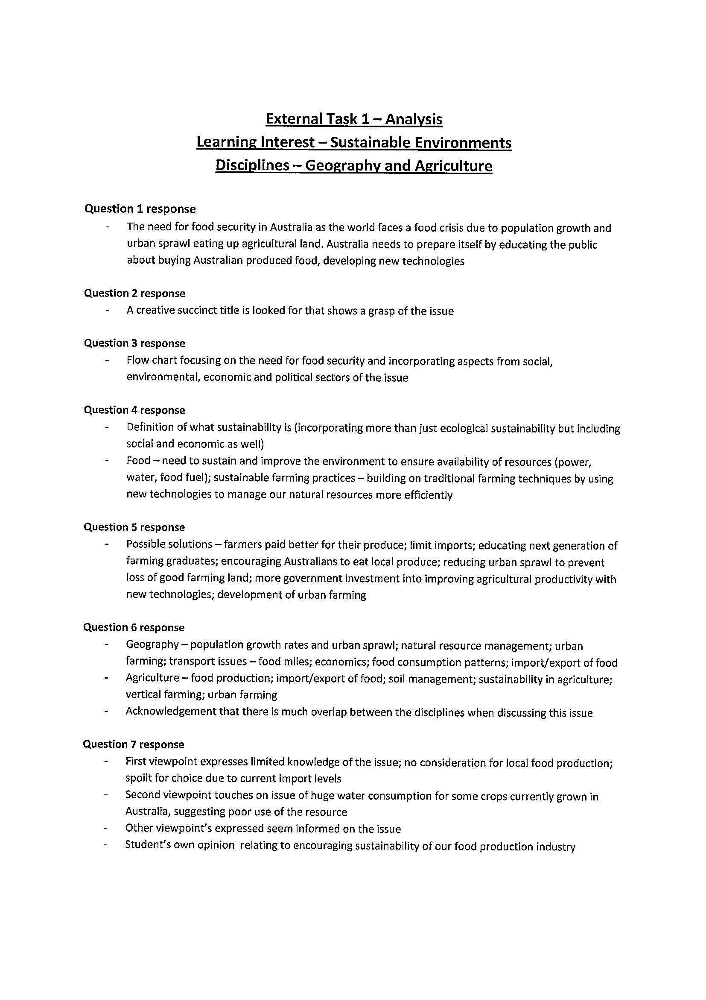 External Task 1 – Analysis
Learning Interest – Sustainable Environments
Disciplines – Geography and Agriculture
Question 1 response
- The need for food security in Australia as the world faces a food crisis due to population growth and
urban sprawl eating up agricultural land. Australia needs to prepare itself by educating the public
about buying Australian produced food, developing new technologies
Question 2 response
- A creative succinct title is looked for that shows a grasp of the issue
Question 3 response
- Flow chart focusing on the need for food security and incorporating aspects from social,
environmental, economic and political sectors of the issue
Question 4 response
- Definition of what sustainability is (incorporating more than just ecological sustainability but including
social and economic as well)
- Food – need to sustain and improve the environment to ensure availability of resources (power,
water, food fuel); sustainable farming practices – building on traditional farming techniques by using
new technologies to manage our natural resources more efficiently
Question 5 response
- Possible solutions – farmers paid better for their produce; limit imports; educating next generation of
farming graduates; encouraging Australians to eat local produce; reducing urban sprawl to prevent
loss of good farming land; more government investment into improving agricultural productivity with
new technologies; development of urban farming
Question 6 response
- Geography – population growth rates and urban sprawl; natural resource management; urban
farming; transport issues – food miles; economics; food consumption patterns; import/export of food
- Agriculture – food production; import/export of food; soil management; sustainability in agriculture;
vertical farming; urban farming
- Acknowledgement that there is much overlap between the disciplines when discussing this issue
Question 7 response
- First viewpoint expresses limited knowledge of the issue; no consideration for local food production;
spoilt for choice due to current import levels
- Second viewpoint touches on issue of huge water consumption for some crops currently grown in
Australia, suggesting poor use of the resource
- Other viewpoint's expressed seem informed on the issue
- Student's own opinion  relating to encouraging sustainability of our food production industry